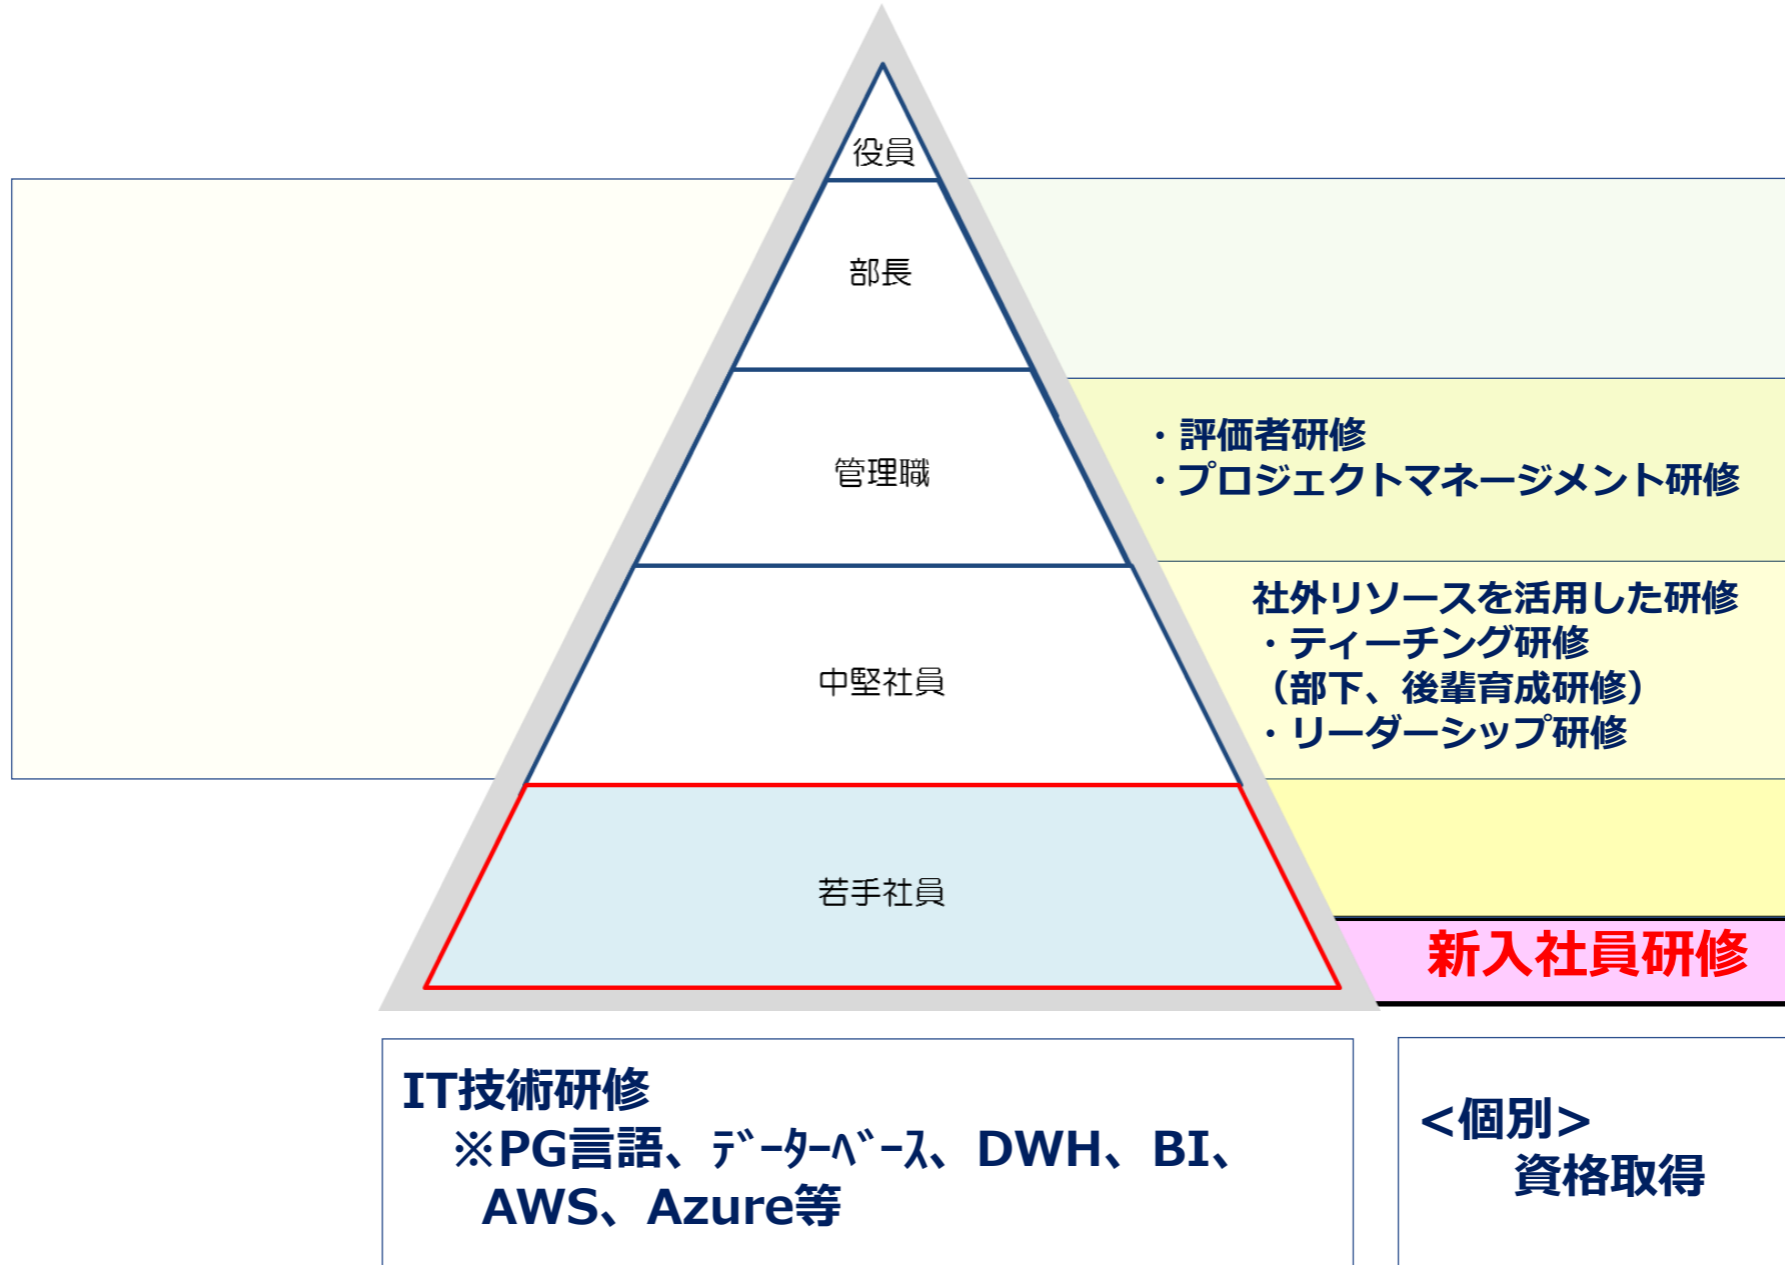 役員
部長
管理職
・評価者研修
・プロジェクトマネージメント研修
中堅社員
社外リソースを活用した研修
・ティーチング研修
（部下、後輩育成研修）
・リーダーシップ研修
若手社員
新入社員研修
IT技術研修
※PG言語、ﾃﾞｰﾀｰﾍﾞｰｽ、DWH、BI、
AWS、Azure等
<個別>
資格取得